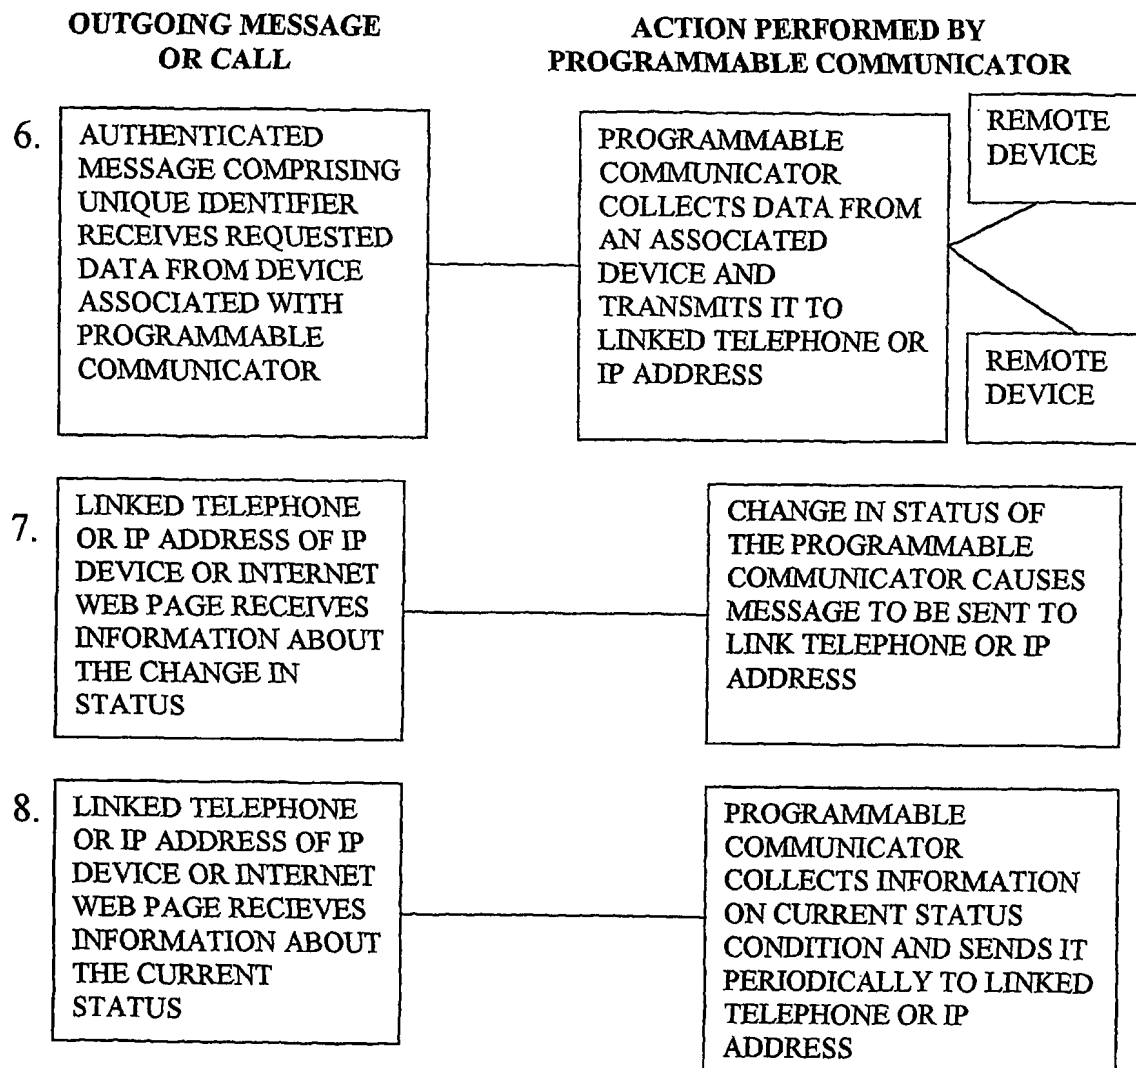 OUTGOING MESSAGE
OR CALL
ACTION PERFORMED BY
PROGRAMMABLE COMMUNICATOR
6.
AUTHENTICATED
MESSAGE COMPRISING
UNIQUE IDENTIFIER
RECEIVES REQUESTED
DATA FROM DEVICE
ASSOCIATED WITH
PROGRAMMABLE
COMMUNICATOR
PROGRAMMABLE
COMMUNICATOR
COLLECTS DATA FROM
AN ASSOCIATED
DEVICE AND
TRANSMITS IT TO
LINKED TELEPHONE OR
IP ADDRESS
REMOTE
DEVICE
REMOTE
DEVICE
7.
LINKED TELEPHONE
OR IP ADDRESS OF IP
DEVICE OR INTERNET
WEB PAGE RECEIVES
INFORMATION ABOUT
THE CHANGE IN
STATUS
CHANGE IN STATUS OF
THE PROGRAMMABLE
COMMUNICATOR CAUSES
MESSAGE TO BE SENT TO
LINK TELEPHONE OR IP
ADDRESS
8.
LINKED TELEPHONE
OR IP ADDRESS OF IP
DEVICE OR INTERNET
WEB PAGE RECIEVES
INFORMATION ABOUT
THE CURRENT
STATUS
PROGRAMMABLE
COMMUNICATOR
COLLECTS INFORMATION
ON CURRENT STATUS
CONDITION AND SENDS IT
PERIODICALLY TO LINKED
TELEPHONE OR IP
ADDRESS